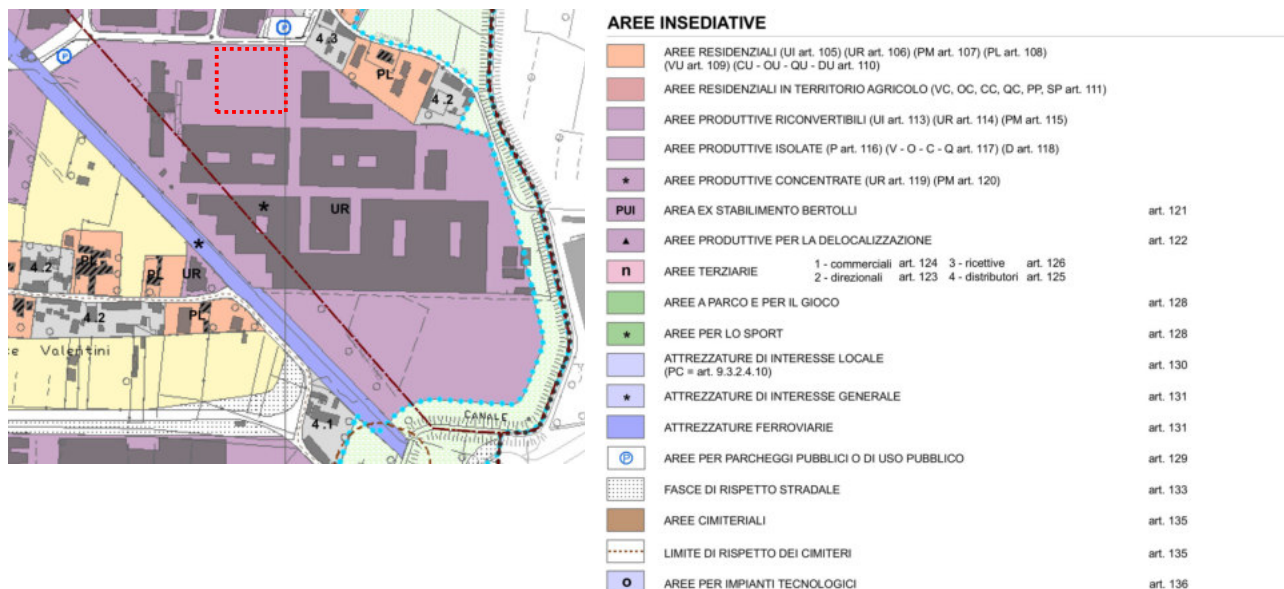 4.3
PL
4.2
UR
*
*
4.2
PL
PL
UR
4.2
PL
ce Valentini
4.1
CANALE
AREE INSEDIATIVE
AREE RESIDENZIALI (UI art. 105) (UR art. 106) (PM art. 107) (PL art. 108)
(VU art. 109) (CU - OU - QU - DU art. 110)
AREE RESIDENZIALI IN TERRITORIO AGRICOLO (VC, OC, CC, QC, PP, SP art. 111)
AREE PRODUTTIVE RICONVERTIBILI (UI art. 113) (UR art. 114) (PM art. 115)
AREE PRODUTTIVE ISOLATE (P art. 116) (V - O - C - Q art. 117) (D art. 118)
* AREE PRODUTTIVE CONCENTRATE (UR art. 119) (PM art. 120)
PUI AREA EX STABILIMENTO BERTOLLI art. 121
▲ AREE PRODUTTIVE PER LA DELOCALIZZAZIONE art. 122
n AREE TERZIARIE 1 - commerciali art. 124 3 - ricettive art. 126
2 - direzionali art. 123 4 - distributori art. 125
AREE A PARCO E PER IL GIOCO art. 128
* AREE PER LO SPORT art. 128
ATTREZZATURE DI INTERESSE LOCALE art. 130
(PC = art. 9.3.2.4.10)
* ATTREZZATURE DI INTERESSE GENERALE art. 131
ATTREZZATURE FERROVIARIE art. 131
P AREE PER PARCHEGGI PUBBLICI O DI USO PUBBLICO art. 129
FASCE DI RISPETTO STRADALE art. 133
AREE CIMITERIALI art. 135
LIMITE DI RISPETTO DEI CIMITERI art. 135
o AREE PER IMPIANTI TECNOLOGICI art. 136